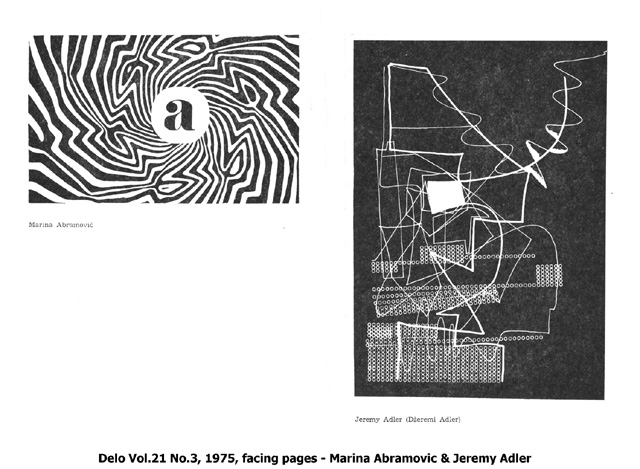 a
Marina Abramović
Jeremy Adler (Džeremi Adler)
Delo Vol.21 No.3, 1975, facing pages - Marina Abramovic & Jeremy Adler